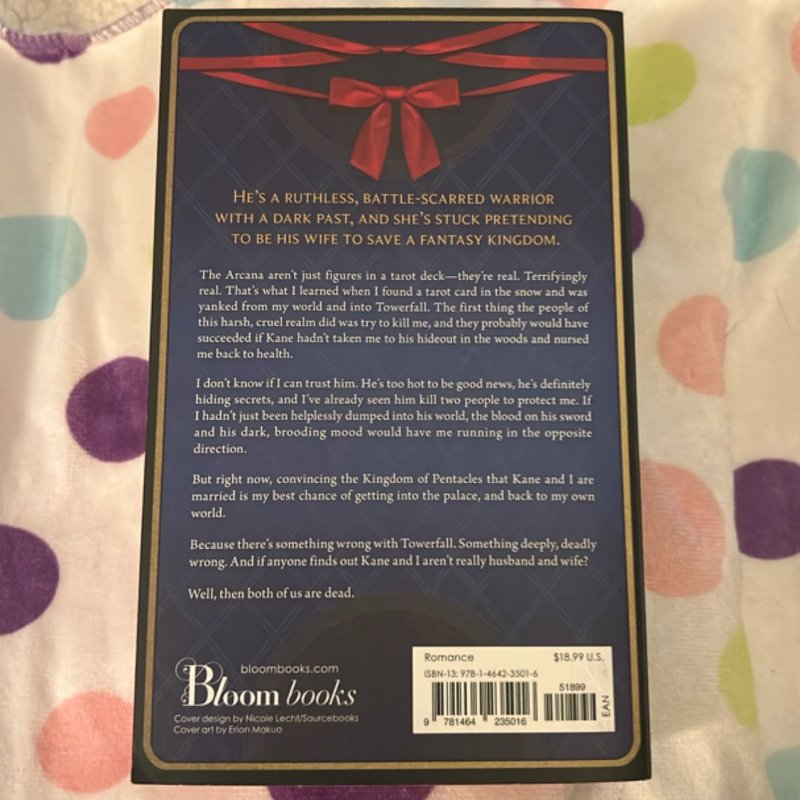 HE'S A RUTHLESS, BATTLE-SCARRED WARRIOR
WITH A DARK PAST, AND SHE'S STUCK PRETENDING
TO BE HIS WIFE TO SAVE A FANTASY KINGDOM.
The Arcana aren't just figures in a tarot deck—they're real. Terrifyingly
real. That's what I learned when I found a tarot card in the snow and was
yanked from my world and into Towerfall. The first thing the people of
this harsh, cruel realm did was try to kill me, and they probably would have
succeeded if Kane hadn't taken me to his hideout in the woods and nursed
me back to health.
I don't know if I can trust him. He's too hot to be good news, he's definitely
hiding secrets, and I've already seen him kill two people to protect me. If
I hadn't just been helplessly dumped into his world, the blood on his sword
and his dark, brooding mood would have me running in the opposite
direction.
But right now, convincing the Kingdom of Pentacles that Kane and I are
married is my best chance of getting into the palace, and back to my own
world.
Because there's something wrong with Towerfall. Something deeply, deadly
wrong. And if anyone finds out Kane and I aren't really husband and wife?
Well, then both of us are dead.
bloombooks.com
Bloom books
Cover design by Nicole Lecht/Sourcebooks
Cover art by Erion Makuo
Romance $18.99 U.S.
ISBN-13: 978-1-4642-3501-6
51899
9 781464 235016
EAN